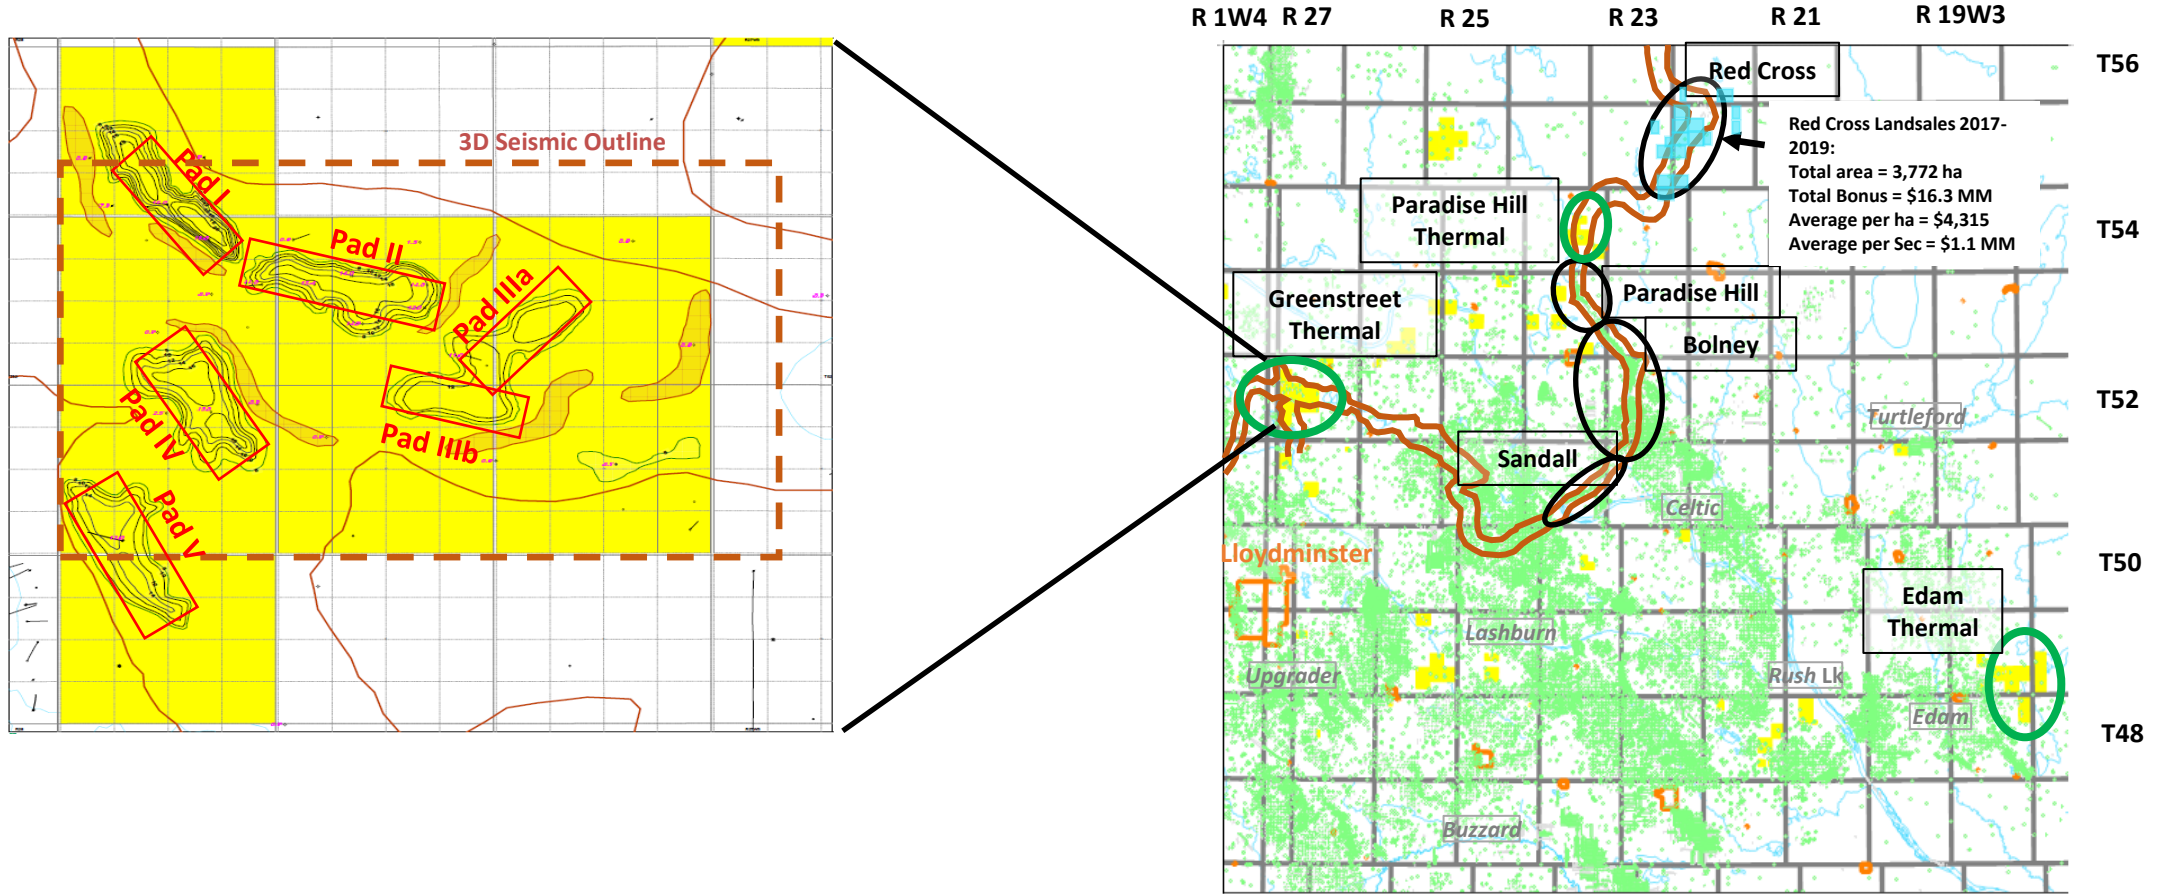 R 1W4 R 27 R 25 R 23 R 21 R 19W3
T56
T54
T52
T50
T48
3D Seismic Outline
Pad I
Pad II
Pad IIIa
Pad IIIb
Pad IV
Pad V
Red Cross
Red Cross Landsales 2017-
2019:
Total area = 3,772 ha
Total Bonus = $16.3 MM
Average per ha = $4,315
Average per Sec = $1.1 MM
Paradise Hill
Thermal
Greenstreet
Thermal
Paradise Hill
Bolney
Turtleford
Sandall
Celtic
Lloydminster
Edam
Thermal
Lashburn
Upgrader
Rush Lk
Edam
Buzzard